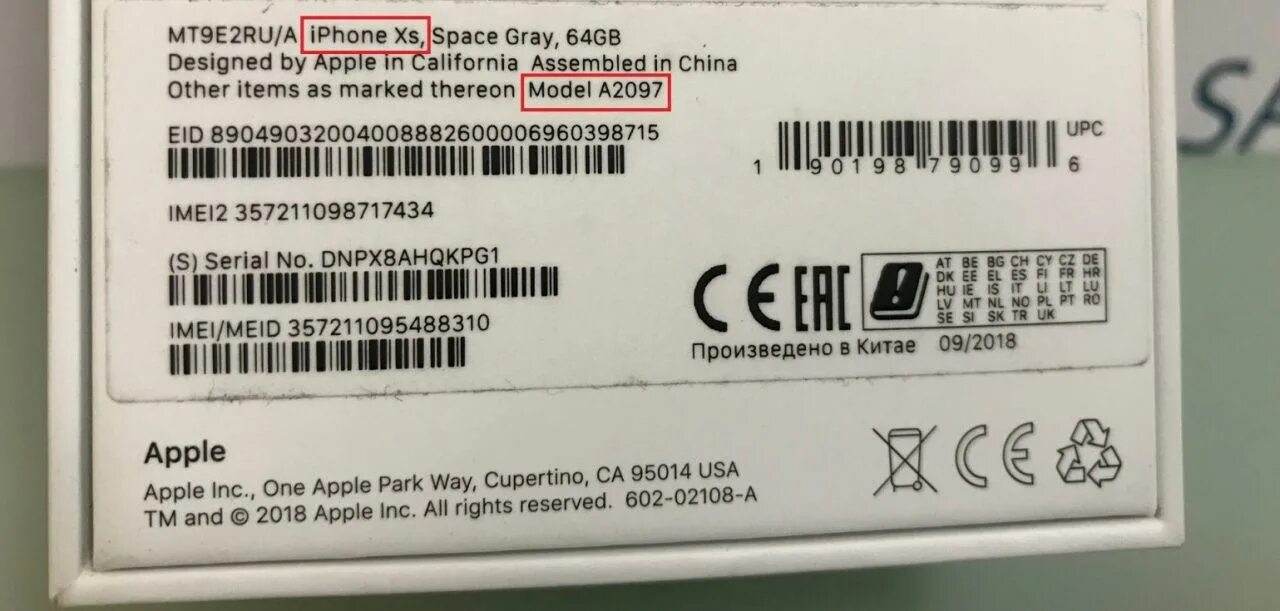 MT9E2RU/A iPhone Xs, Space Gray, 64GB
Designed by Apple in California Assembled in China
Other items as marked thereon Model A2097
EID 89049032004008882600006960398715
UPC
1 90198 79099 6
IMEI2 357211098717434
(S) Serial No. DNPX8AHQKPG1
IMEI/MEID 357211095488310
CE EAC
AT BE BG CH CY CZ DE
DK EE EL ES FI FR HR
HU IE IS IT LI LT LU
LV MT NL NO PL PT RO
SE SI SK TR UK
Произведено в Китае 09/2018
Apple
Apple Inc., One Apple Park Way, Cupertino, CA 95014 USA
TM and © 2018 Apple Inc. All rights reserved. 602-02108-A
CE
SA